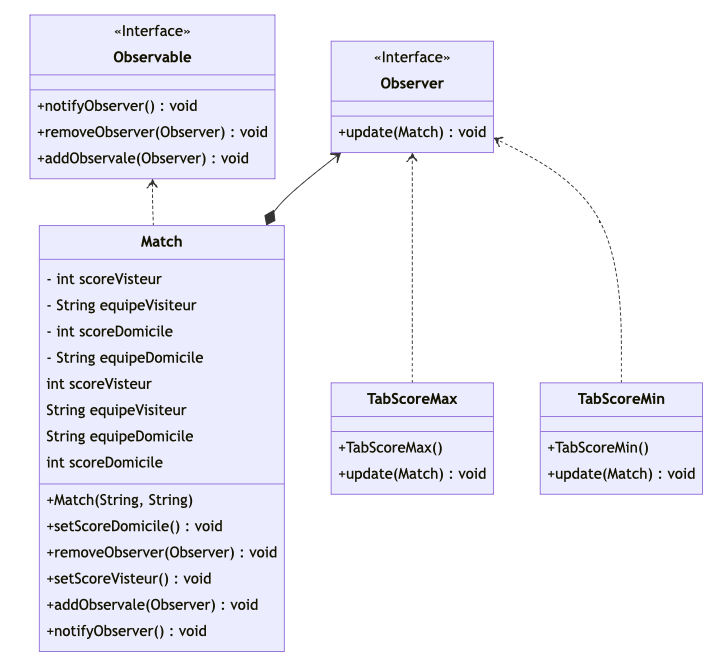 «Interface»
Observable
+notifyObserver() : void
+removeObserver(Observer) : void
+addObservale(Observer) : void
«Interface»
Observer
+update(Match) : void
Match
- int scoreVisteur
- String equipeVisiteur
- int scoreDomicile
- String equipeDomicile
int scoreVisteur
String equipeVisiteur
String equipeDomicile
int scoreDomicile
+Match(String, String)
+setScoreDomicile() : void
+removeObserver(Observer) : void
+setScoreVisteur() : void
+addObservale(Observer) : void
+notifyObserver() : void
TabScoreMax
+TabScoreMax()
+update(Match) : void
TabScoreMin
+TabScoreMin()
+update(Match) : void